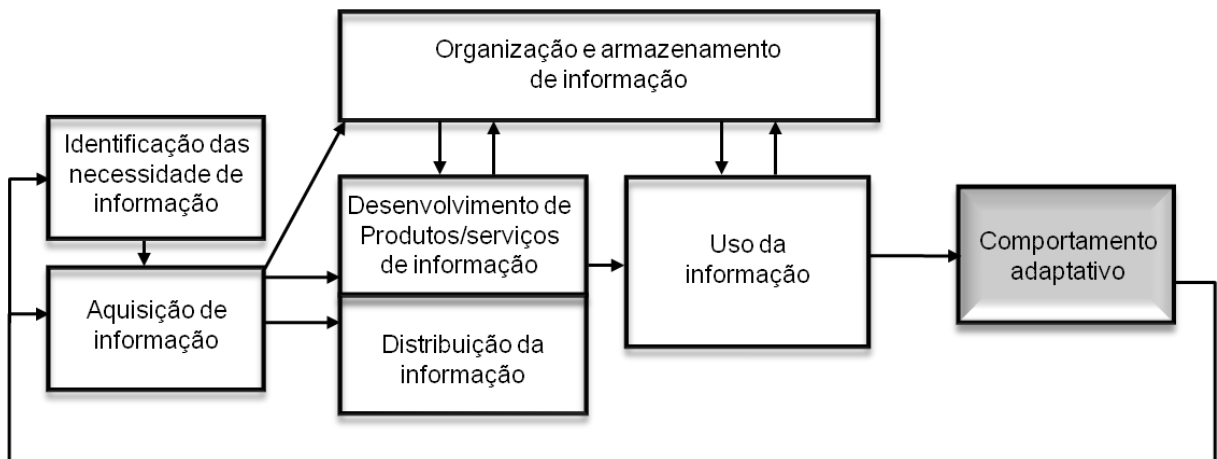 Organização e armazenamento
de informação
Identificação das
necessidade de
informação
Aquisição de
informação
Desenvolvimento de
Produtos/serviços
de informação
Distribuição da
informação
Uso da
informação
Comportamento
adaptativo